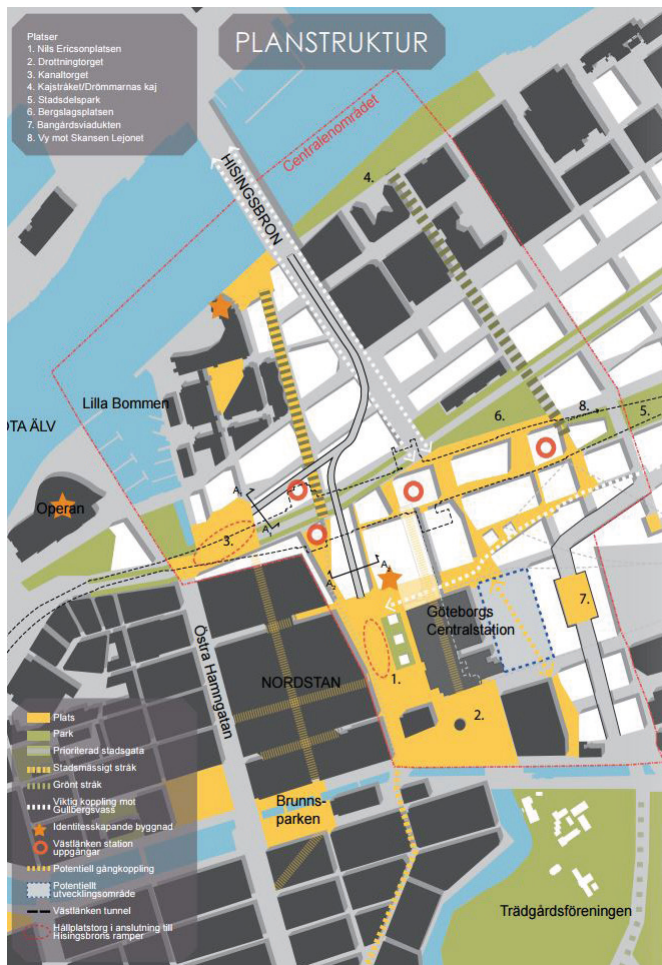 PLANSTRUKTUR
Platser
1. Nils Ericsonplatsen
2. Drottningtorget
3. Kanaltorget
4. Kajstråket/Drömmarnas kaj
5. Stadsdelspark
6. Bergslagsplatsen
7. Bangårdsviadukten
8. Vy mot Skansen Lejonet
Centralenområdet
HISINGSBRON
4.
Lilla Bommen
6.
8.
5.
OTA ÄLV
Operan
A
3.
A
A
A
7.
Göteborgs
Centralstation
1.
Östra Hamngatan
NORDSTAN
2.
Plats
Park
Prioriterad stadsgata
Stadsmässigt stråk
Grönt stråk
Viktig koppling mot
Gullbergsvass
Identitesskapande byggnad
Västlänken station
uppgångar
Potentiell gångkoppling
Potentiellt
utvecklingsområde
Västlänken tunnel
Hållplatstorg i anslutning till
Hisingsbrons ramper
Brunns-
parken
Trädgårdsföreningen